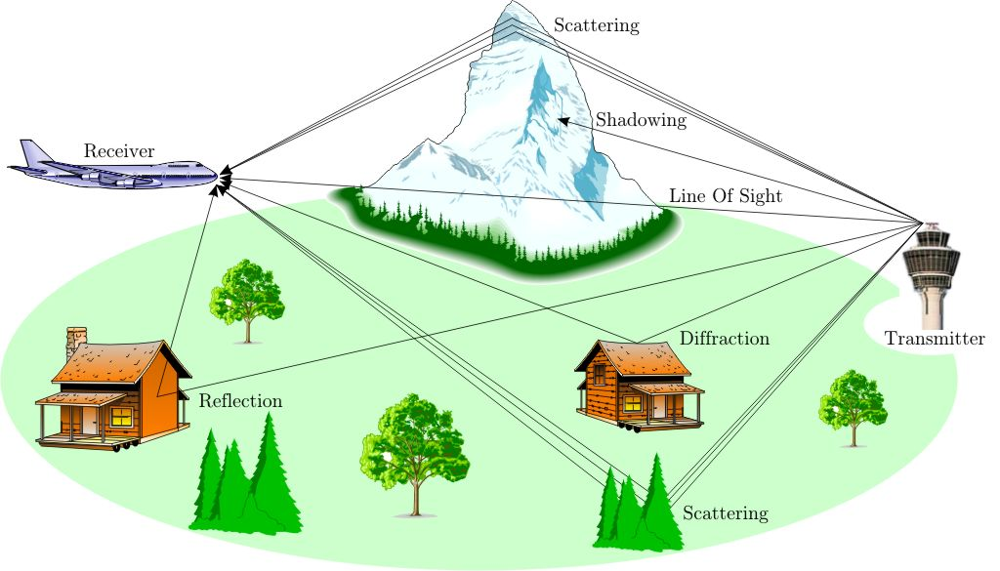 Scattering
Shadowing
Receiver
Line Of Sight
Transmitter
Diffraction
Reflection
Scattering